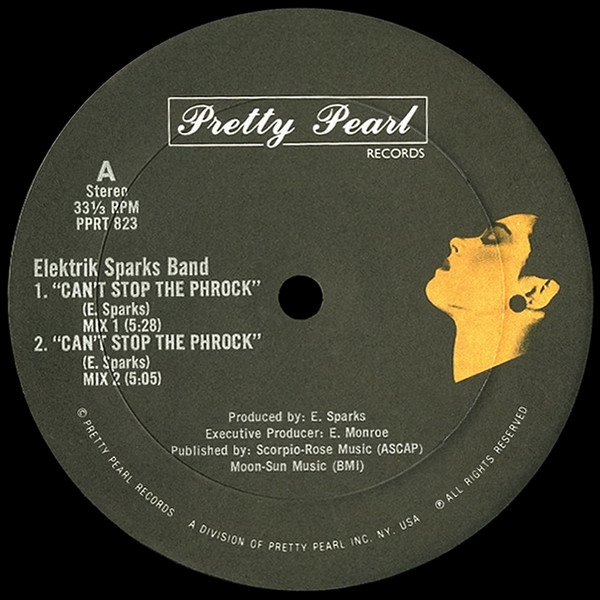 Pretty Pearl
RECORDS
A
Stereo
33⅓ RPM
PPRT 823
Elektrik Sparks Band
1. "CAN'T STOP THE PHROCK"
(E. Sparks)
MIX 1 (5:28)
2. "CAN'T STOP THE PHROCK"
(E. Sparks)
MIX 2 (5:05)
Produced by: E. Sparks
Executive Producer: E. Monroe
Published by: Scorpio-Rose Music (ASCAP)
Moon-Sun Music (BMI)
© PRETTY PEARL RECORDS
A DIVISION OF PRETTY PEARL INC. NY. USA
℗ ALL RIGHTS RESERVED